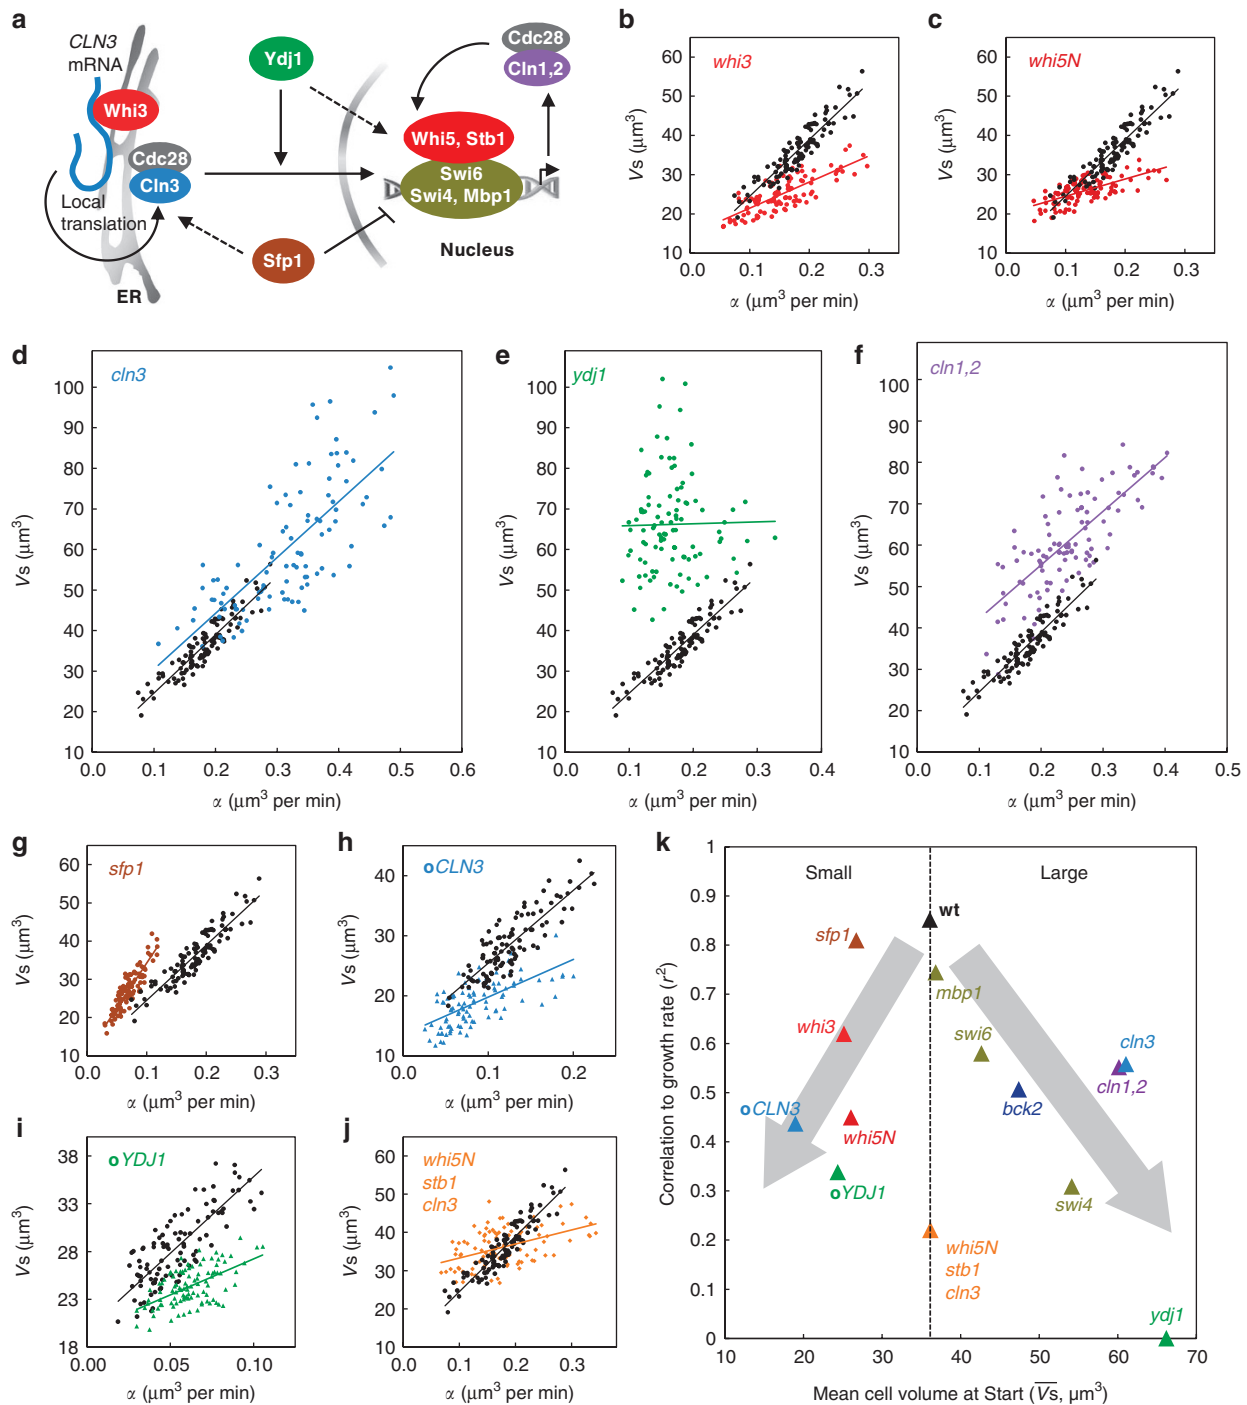 a
CLN3
mRNA
Whi3
Cdc28
Cln3
Local
translation
ER
Ydj1
Sfp1
Cdc28
Cln1,2
Whi5, Stb1
Swi6
Swi4, Mbp1
Nucleus
b
whi3
Vs (μm³)
60
50
40
30
20
10
0.0
0.1
0.2
0.3
α (μm³ per min)
c
whi5N
Vs (μm³)
60
50
40
30
20
10
0.0
0.1
0.2
0.3
α (μm³ per min)
d
cln3
Vs (μm³)
100
90
80
70
60
50
40
30
20
10
0.0
0.1
0.2
0.3
0.4
0.5
0.6
α (μm³ per min)
e
ydj1
Vs (μm³)
100
90
80
70
60
50
40
30
20
10
0.0
0.1
0.2
0.3
0.4
α (μm³ per min)
f
cln1,2
Vs (μm³)
100
90
80
70
60
50
40
30
20
10
0.0
0.1
0.2
0.3
0.4
0.5
α (μm³ per min)
g
sfp1
Vs (μm³)
60
50
40
30
20
10
0.0
0.1
0.2
0.3
α (μm³ per min)
h
oCLN3
Vs (μm³)
40
30
20
10
0.0
0.1
0.2
α (μm³ per min)
i
oYDJ1
Vs (μm³)
38
33
28
23
18
0.00
0.05
0.10
α (μm³ per min)
j
whi5N
stb1
cln3
Vs (μm³)
60
50
40
30
20
10
0.0
0.1
0.2
0.3
α (μm³ per min)
k
Small
Large
Correlation to growth rate (r²)
1
0.9
0.8
0.7
0.6
0.5
0.4
0.3
0.2
0.1
0
wt
sfp1
mbp1
whi3
swi6
cln3
cln1,2
bck2
oCLN3
whi5N
oYDJ1
swi4
whi5N
stb1
cln3
ydj1
10
20
30
40
50
60
70
Mean cell volume at Start (Vs, μm³)